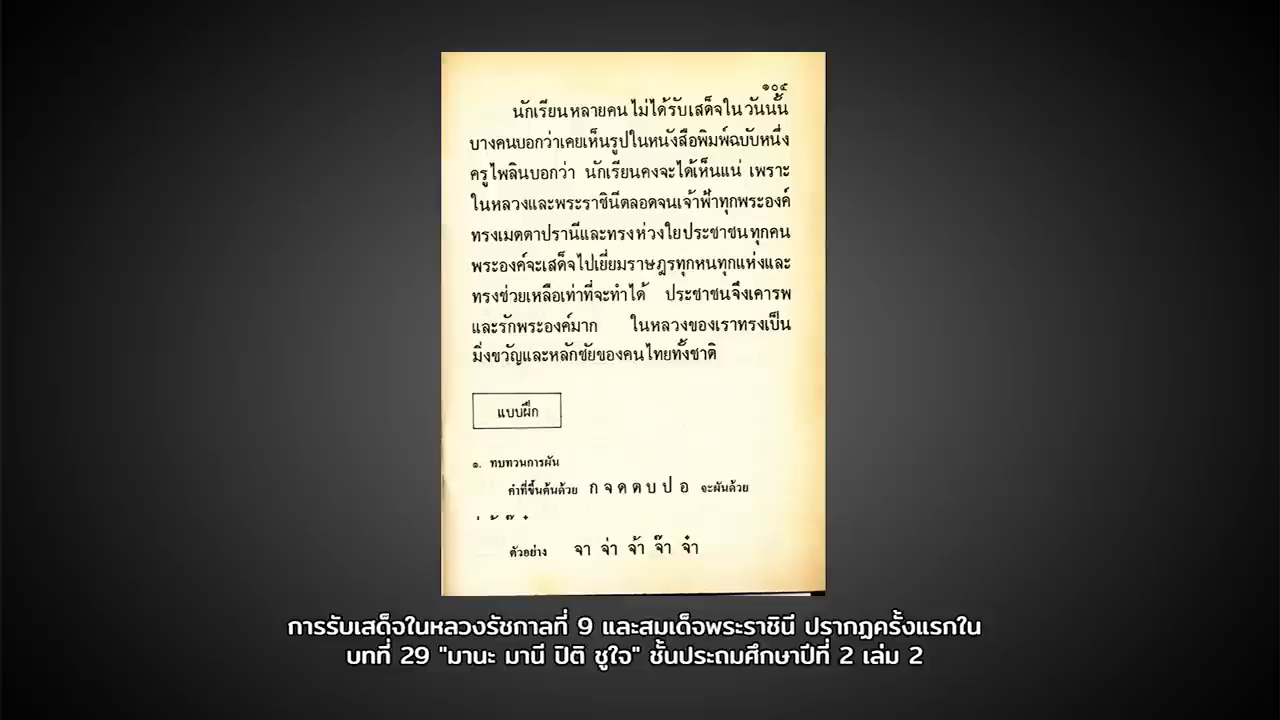 ๑๐๕
นักเรียนหลายคนไม่ได้รับเสด็จในวันนั้น
บางคนบอกว่าเคยเห็นรูปในหนังสือพิมพ์ฉบับหนึ่ง
ครูไพลินบอกว่า นักเรียนคงจะได้เห็นแน่ เพราะ
ในหลวงและพระราชินีตลอดจนเจ้าฟ้าทุกพระองค์
ทรงเมตตาปรานีและทรงห่วงใยประชาชนทุกคน
พระองค์จะเสด็จไปเยี่ยมราษฎรทุกหนทุกแห่งและ
ทรงช่วยเหลือเท่าที่จะทำได้ ประชาชนจึงเคารพ
และรักพระองค์มาก ในหลวงของเราทรงเป็น
มิ่งขวัญและหลักชัยของคนไทยทั้งชาติ
แบบฝึก
๑. ทบทวนการผัน
คำที่ขึ้นต้นด้วย ก จ ด ต บ ป อ จะผันด้วย
่ ้ ๊ ๋
ตัวอย่าง จา จ่า จ้า จ๊า จ๋า
การรับเสด็จในหลวงรัชกาลที่ 9 และสมเด็จพระราชินี ปรากฏครั้งแรกใน
บทที่ 29 "มานะ มานี ปิติ ชูใจ" ชั้นประถมศึกษาปีที่ 2 เล่ม 2